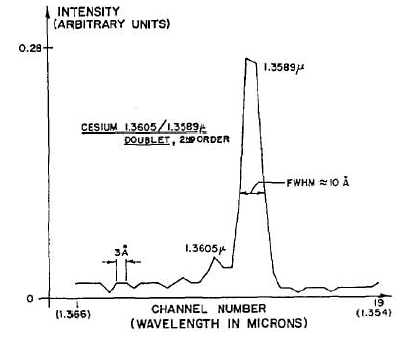 INTENSITY
(ARBITRARY UNITS)
0.28
1.3589μ
CESIUM 1.3605/1.3589μ
DOUBLET, 2ND ORDER
FWHM ≈ 10 Å
1.3605μ
3Å
0
1
19
CHANNEL NUMBER
(1.366)
(1.354)
(WAVELENGTH IN MICRONS)